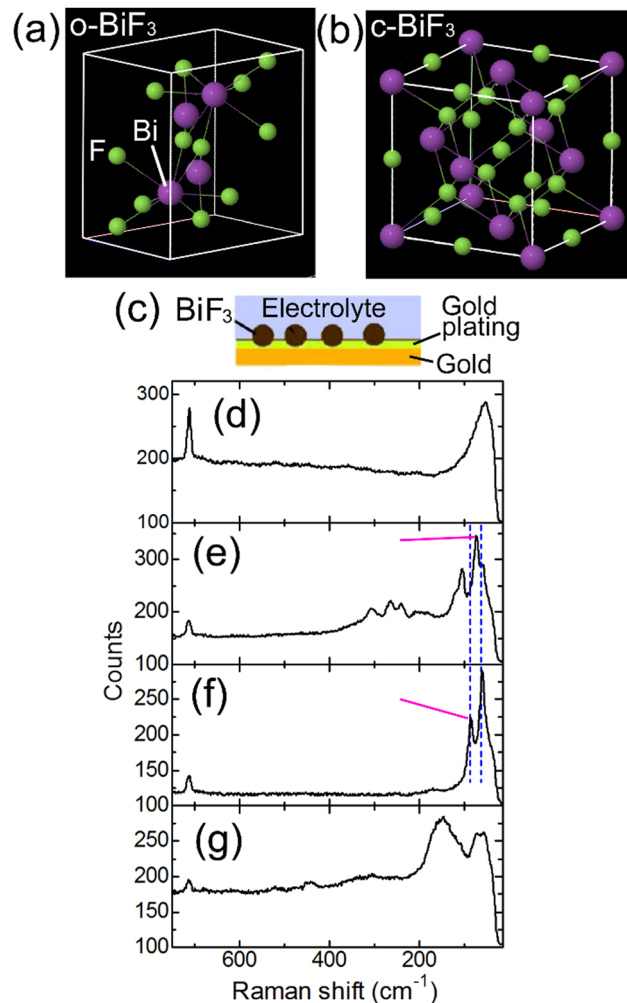 (a) o-BiF₃
F
Bi
(b) c-BiF₃
(c)
BiF₃
Electrolyte
Gold
plating
Gold
Counts
300
200
100
(d)
300
200
100
(e)
250
200
150
100
(f)
250
200
150
100
(g)
600
400
200
Raman shift (cm⁻¹)